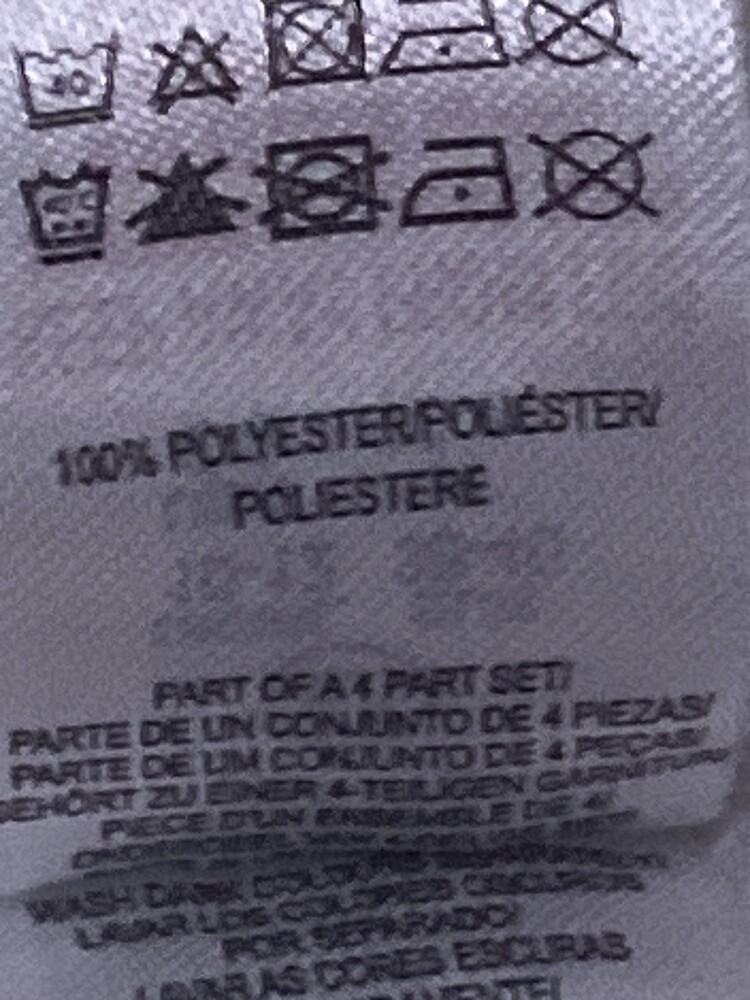 40
100% POLYESTER/POLIÉSTER/
POLIESTERE
PART OF A 4 PART SET/
PARTE DE UN CONJUNTO DE 4 PIEZAS/
PARTE DE UM CONJUNTO DE 4 PEÇAS/
GEHÖRT ZU EINER 4-TEILIGEN GARNITUR/
PIECE D'UN ENSEMBLE DE 4/
WASH DARK COLOURS
LAVAR LOS COLORES OSCUROS
POR SEPARADO/
LAVAR AS CORES ESCURAS